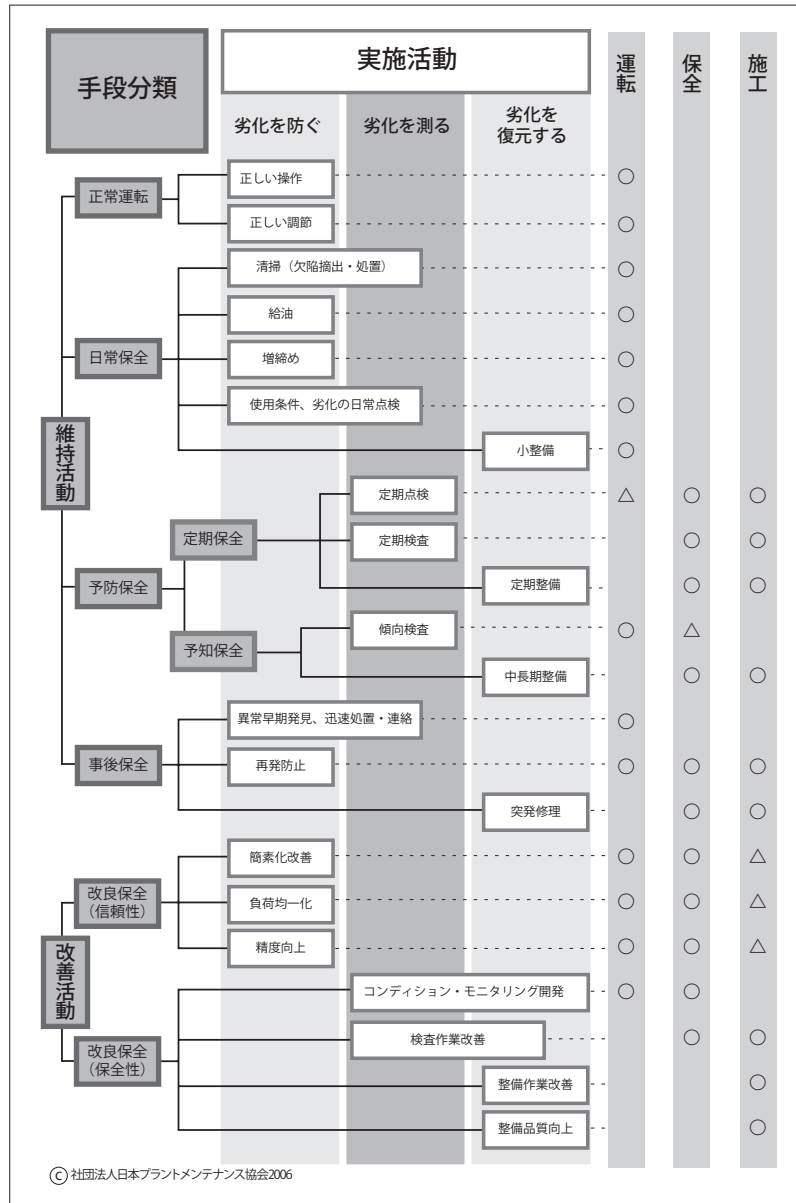 手段分類
実施活動
劣化を防ぐ
劣化を測る
劣化を
復元する
運転
保全
施工
維持活動
正常運転
正しい操作 ○
正しい調節 ○
日常保全
清掃（欠陥摘出・処置） ○
給油 ○
増締め ○
使用条件、劣化の日常点検 ○
小整備 ○
予防保全
定期保全
定期点検 △ ○ ○
定期検査 ○ ○
定期整備 ○ ○
予知保全
傾向検査 ○ △
中長期整備 ○ ○
事後保全
異常早期発見、迅速処置・連絡 ○
再発防止 ○ ○ ○
突発修理 ○ ○
改善活動
改良保全
（信頼性）
簡素化改善 ○ ○ △
負荷均一化 ○ ○ △
精度向上 ○ ○ △
改良保全
（保全性）
コンディション・モニタリング開発 ○ ○
検査作業改善 ○ ○
整備作業改善 ○
整備品質向上 ○
Ⓒ社団法人日本プラントメンテナンス協会2006